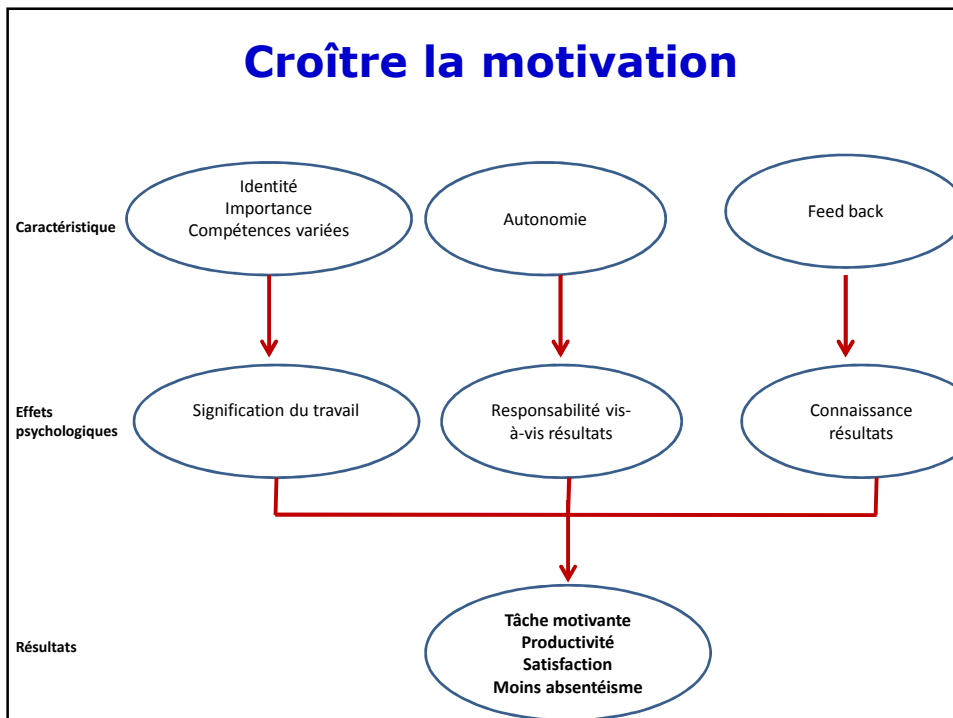 Croître la motivation
Caractéristique
Identité
Importance
Compétences variées
Autonomie
Feed back
Effets
psychologiques
Signification du travail
Responsabilité vis-
à-vis résultats
Connaissance
résultats
Résultats
Tâche motivante
Productivité
Satisfaction
Moins absentéisme